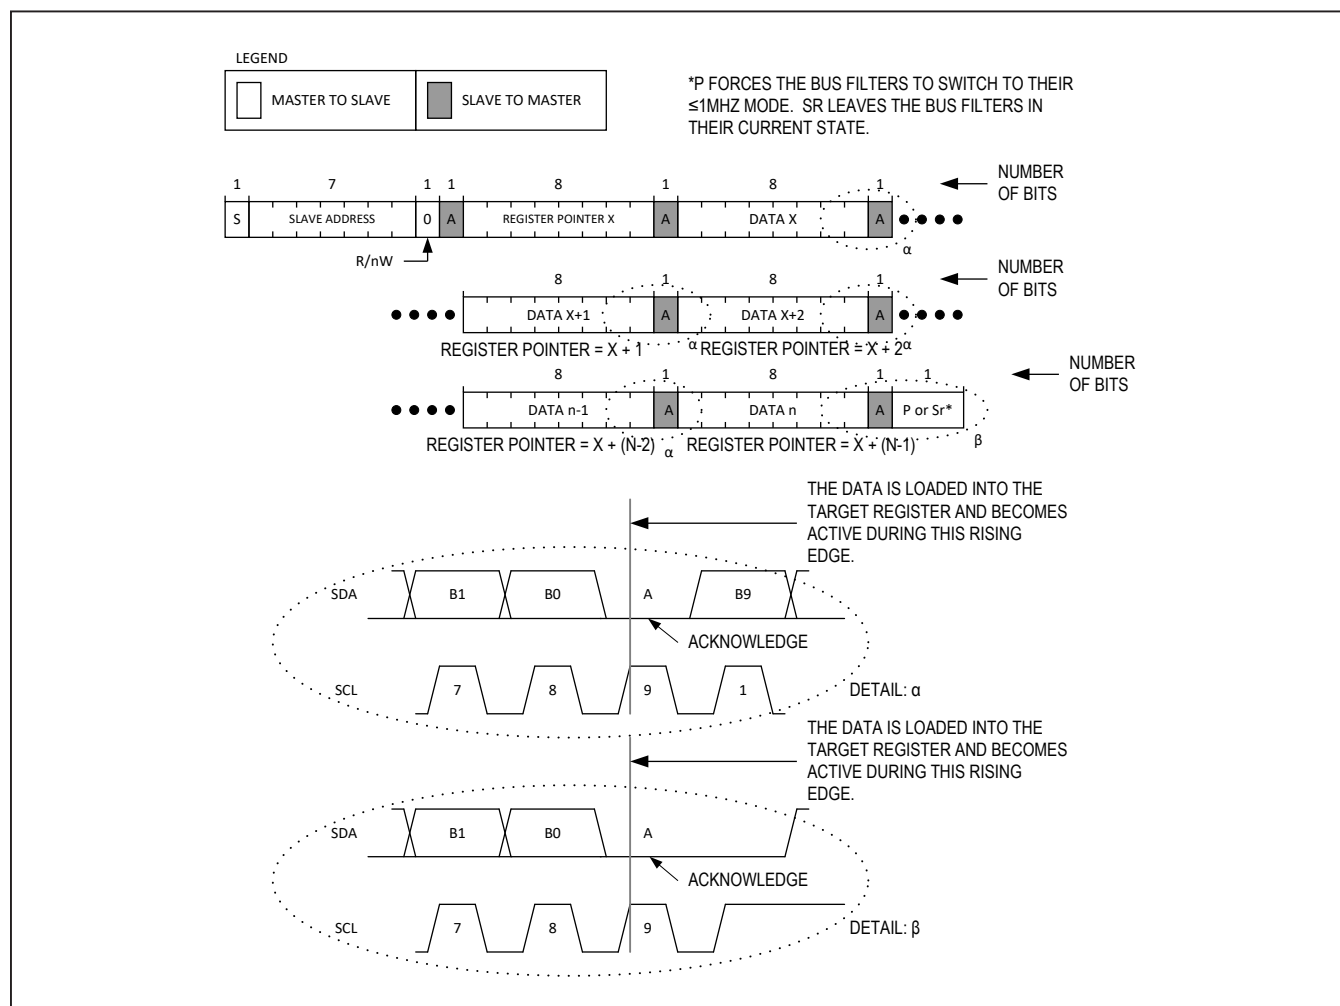 LEGEND
MASTER TO SLAVE
SLAVE TO MASTER
*P FORCES THE BUS FILTERS TO SWITCH TO THEIR
≤1MHZ MODE. SR LEAVES THE BUS FILTERS IN
THEIR CURRENT STATE.
1 7 1 1 8 1 8 1
NUMBER
OF BITS
S SLAVE ADDRESS 0 A REGISTER POINTER X A DATA X A
α
R/nW
8 1 8 1
NUMBER
OF BITS
DATA X+1 A DATA X+2 A
REGISTER POINTER = X + 1 α REGISTER POINTER = X + 2 α
8 1 8 1 1
NUMBER
OF BITS
DATA n-1 A DATA n A P or Sr*
REGISTER POINTER = X + (N-2) α REGISTER POINTER = X + (N-1) β
THE DATA IS LOADED INTO THE
TARGET REGISTER AND BECOMES
ACTIVE DURING THIS RISING
EDGE.
SDA B1 B0 A B9
ACKNOWLEDGE
SCL 7 8 9 1
DETAIL: α
THE DATA IS LOADED INTO THE
TARGET REGISTER AND BECOMES
ACTIVE DURING THIS RISING
EDGE.
SDA B1 B0 A
ACKNOWLEDGE
SCL 7 8 9
DETAIL: β